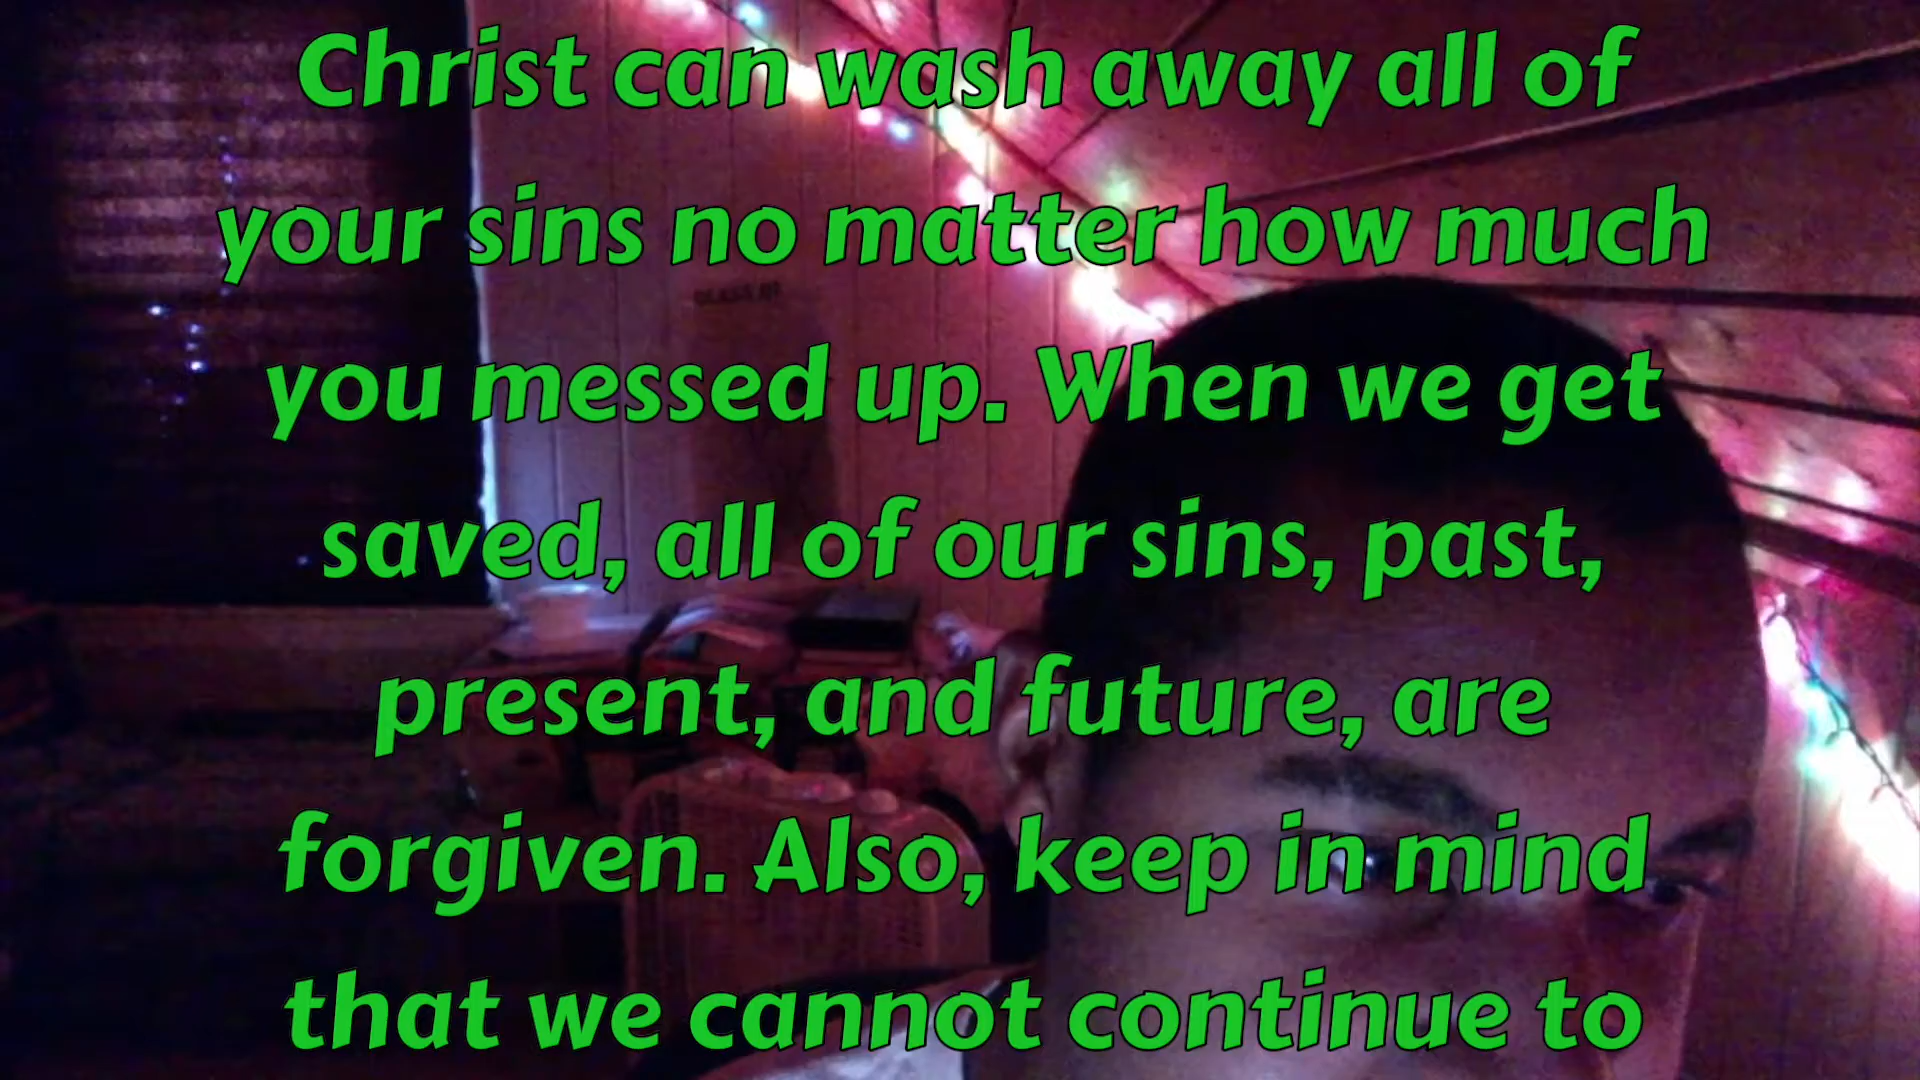 Christ can wash away all of
your sins no matter how much
you messed up. When we get
saved, all of our sins, past,
present, and future, are
forgiven. Also, keep in mind
that we cannot continue to